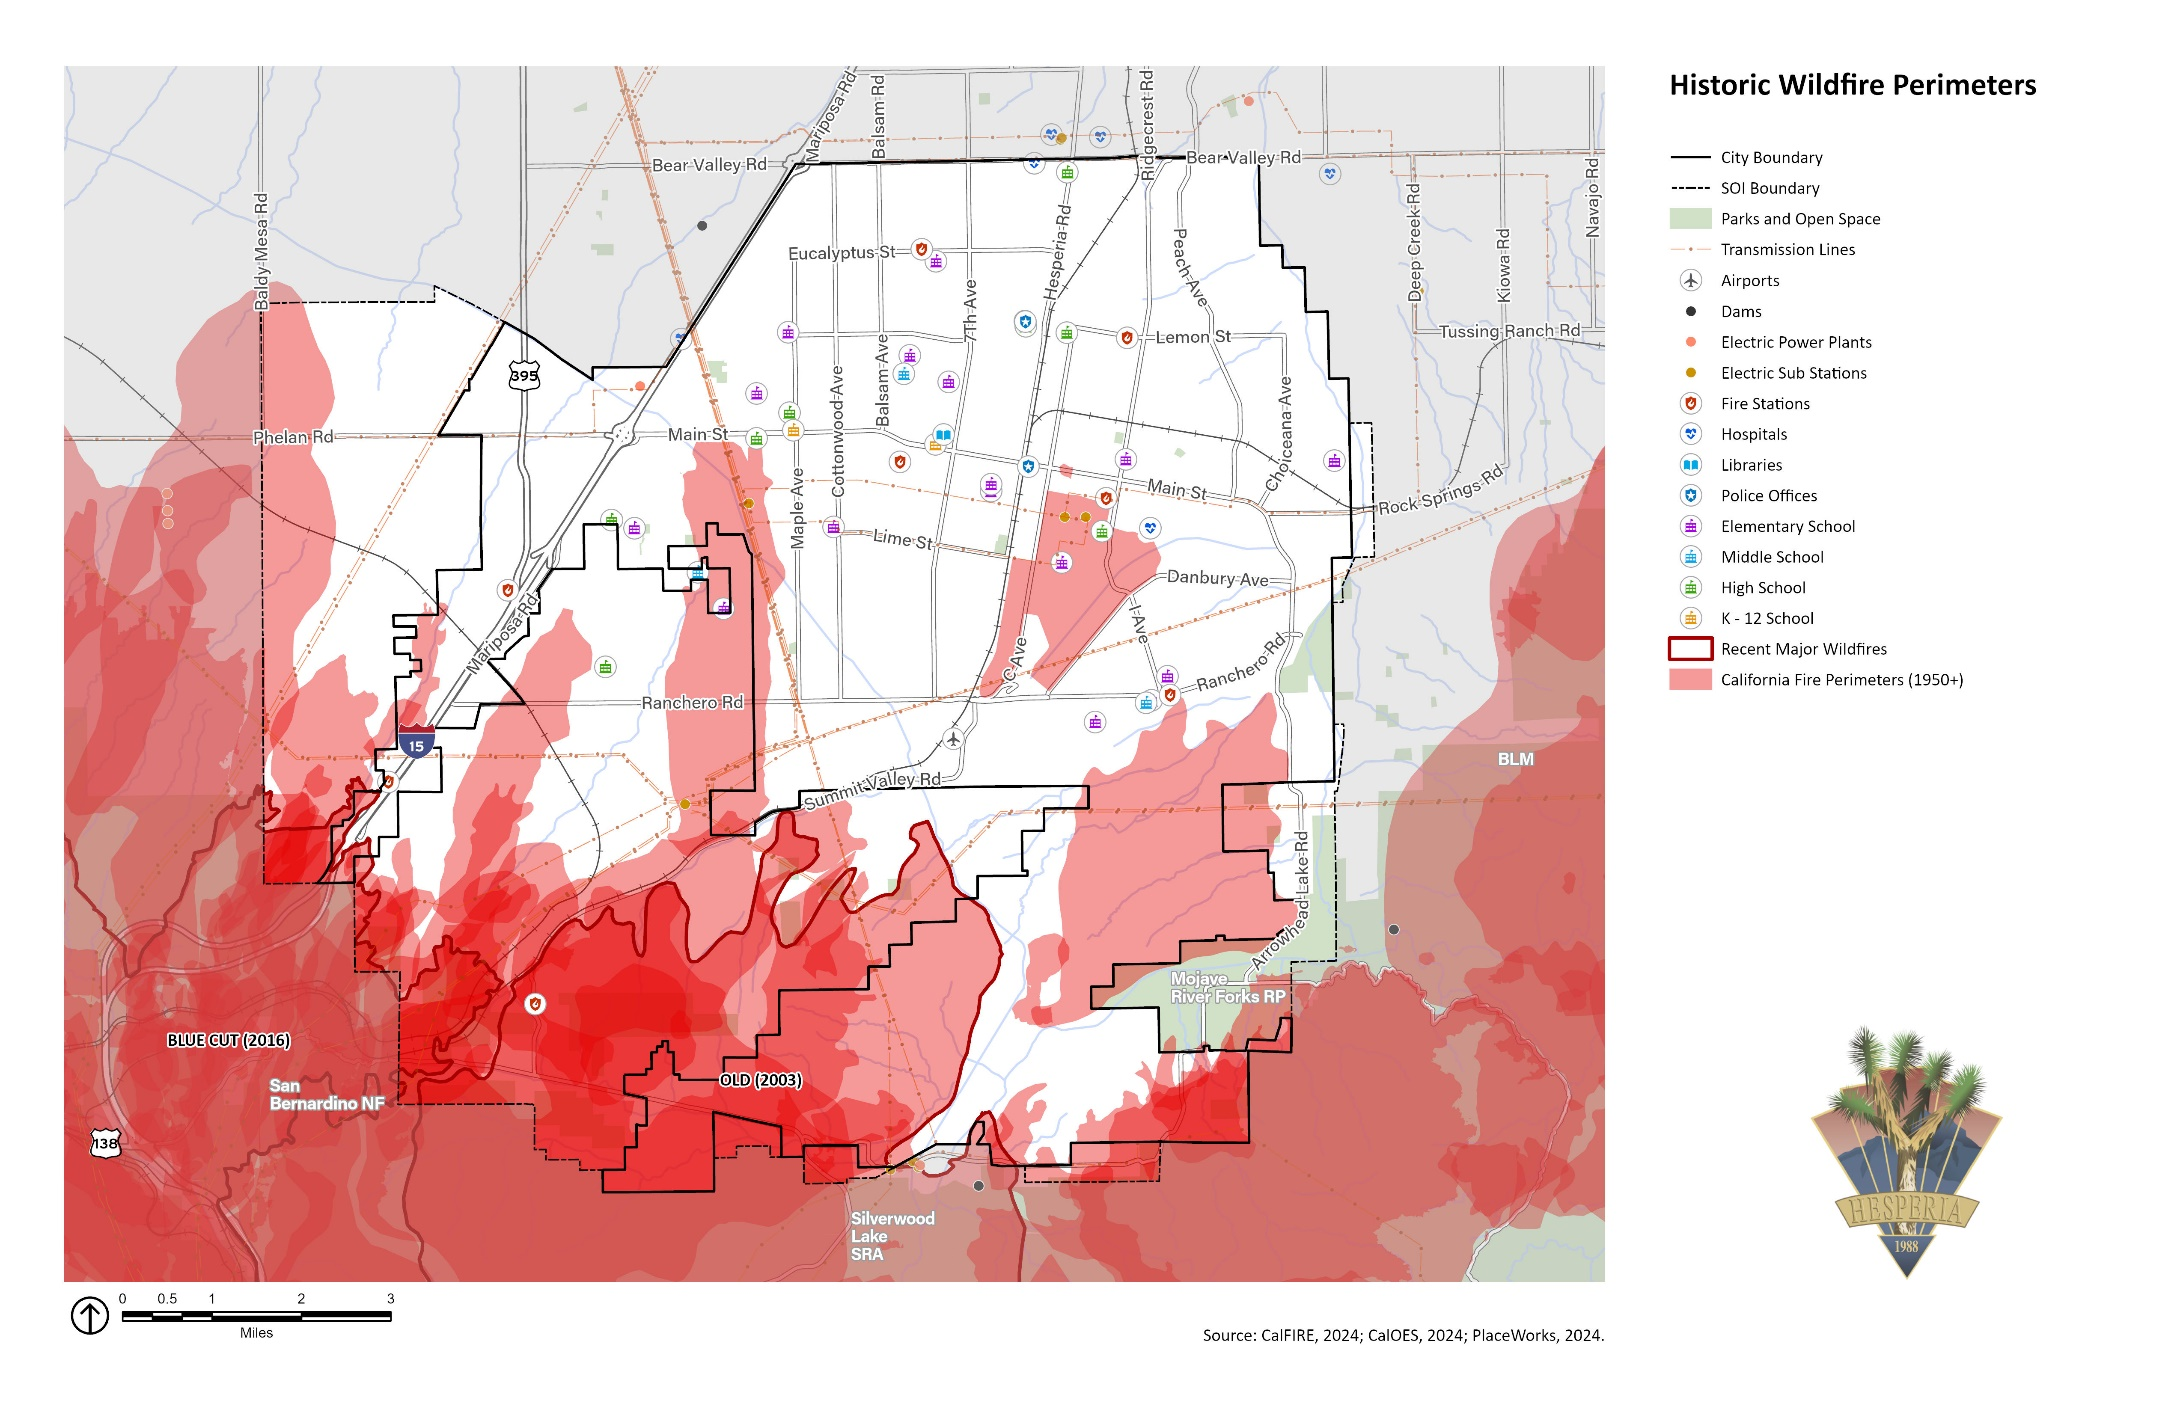 Historic Wildfire Perimeters
City Boundary
SOI Boundary
Parks and Open Space
Transmission Lines
Airports
Dams
Electric Power Plants
Electric Sub Stations
Fire Stations
Hospitals
Libraries
Police Offices
Elementary School
Middle School
High School
K - 12 School
Recent Major Wildfires
California Fire Perimeters (1950+)
Mariposa Rd
Balsam Rd
Ridgecrest Rd
Bear Valley Rd
Bear Valley Rd
Baldy Mesa Rd
Navajo Rd
Deep Creek Rd
Kiowa Rd
Eucalyptus St
Hesperia Rd
Peach Ave
7Th Ave
Lemon St
Tussing Ranch Rd
395
Balsam Ave
Cottonwood Ave
Choiceana Ave
Phelan Rd
Main St
Maple Ave
Main St
Rock Springs Rd
Lime St
Danbury Ave
Mariposa Rd
I Ave
C Ave
Ranchero Rd
Ranchero Rd
15
BLM
Summit Valley Rd
Arrowhead Lake Rd
Mojave
River Forks RP
BLUE CUT (2016)
OLD (2003)
San
Bernardino NF
138
Silverwood
Lake
SRA
HESPERIA
1988
0 0.5 1 2 3
Miles
Source: CalFIRE, 2024; CalOES, 2024; PlaceWorks, 2024.